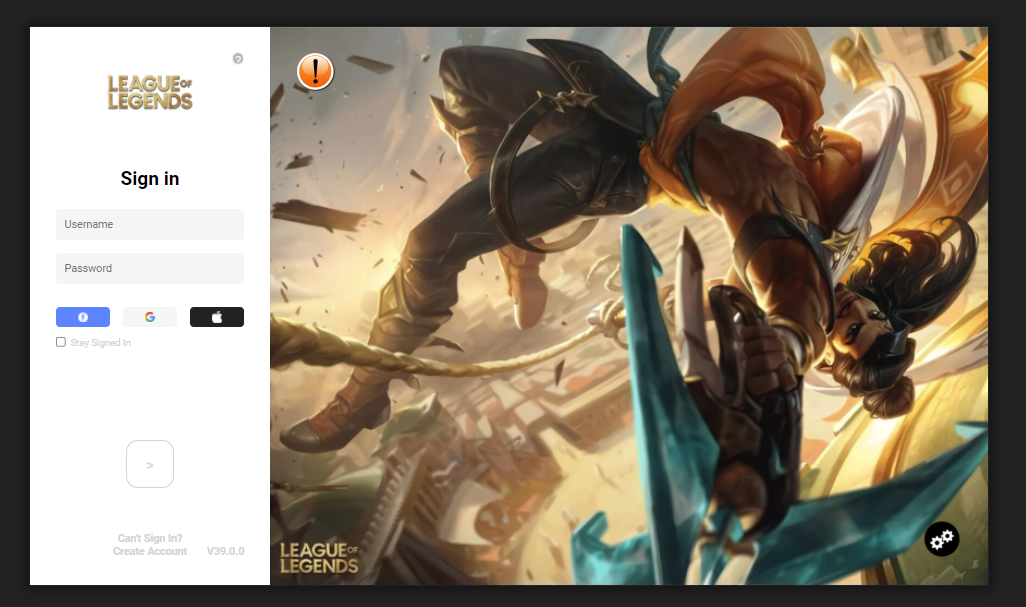 LEAGUE OF
LEGENDS
Sign in
Username
Password
Stay Signed In
>
Can't Sign In?
Create Account
V39.0.0
LEAGUE OF
LEGENDS